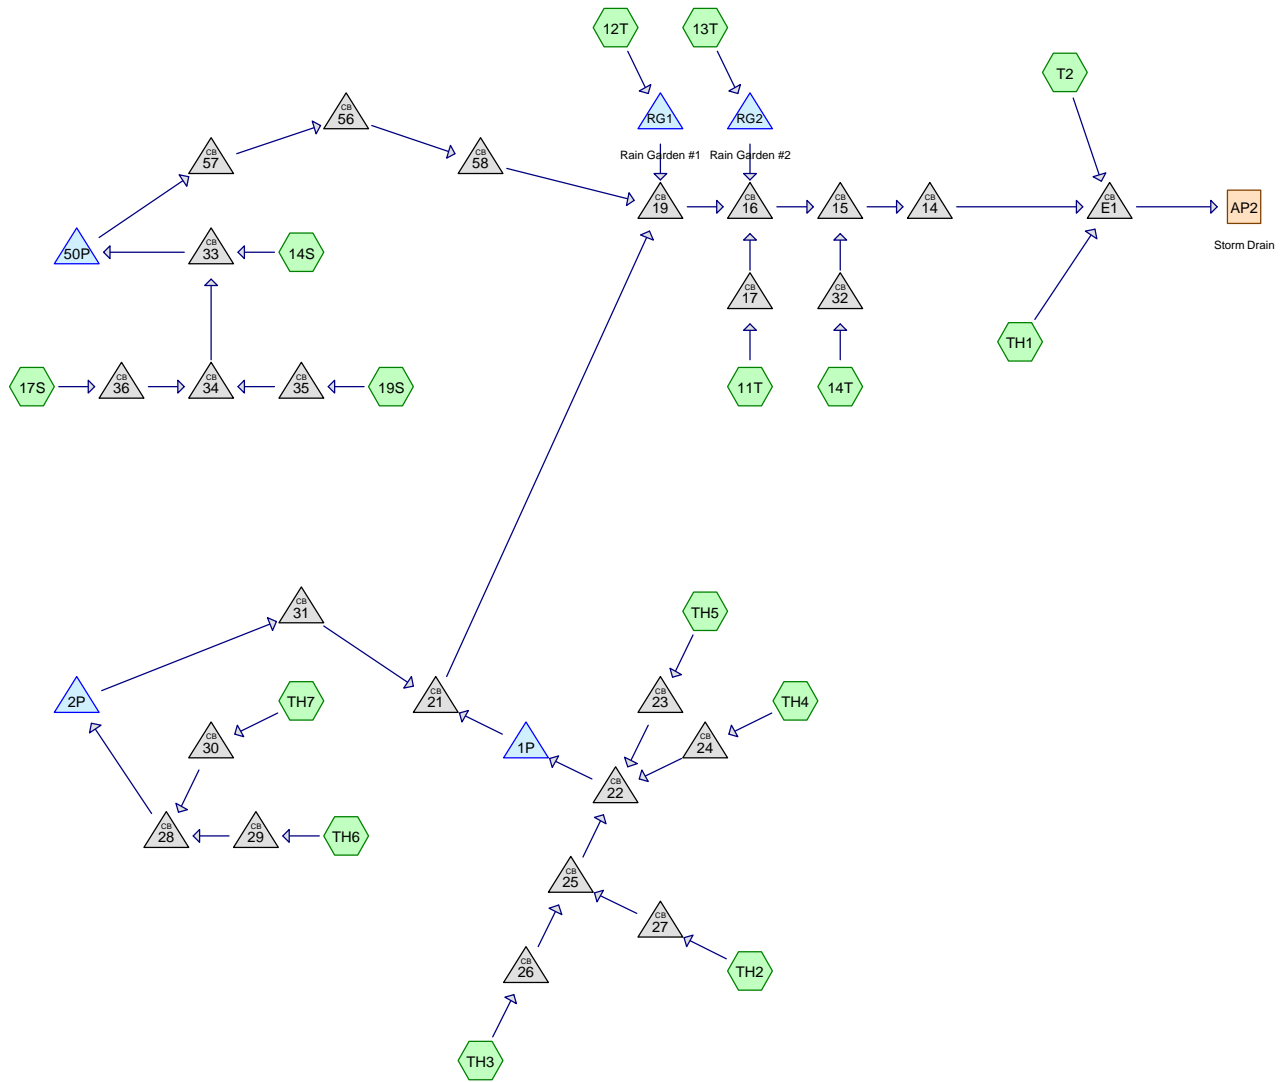 12T
13T
T2
CB
56
RG1
RG2
CB
57
CB
58
Rain Garden #1
Rain Garden #2
CB
19
CB
16
CB
15
CB
14
CB
E1
AP2
Storm Drain
50P
CB
33
14S
CB
17
CB
32
TH1
17S
CB
36
CB
34
CB
35
19S
11T
14T
CB
31
TH5
2P
CB
21
CB
23
TH4
TH7
CB
30
1P
CB
24
CB
22
CB
28
CB
29
TH6
CB
25
CB
27
CB
26
TH2
TH3